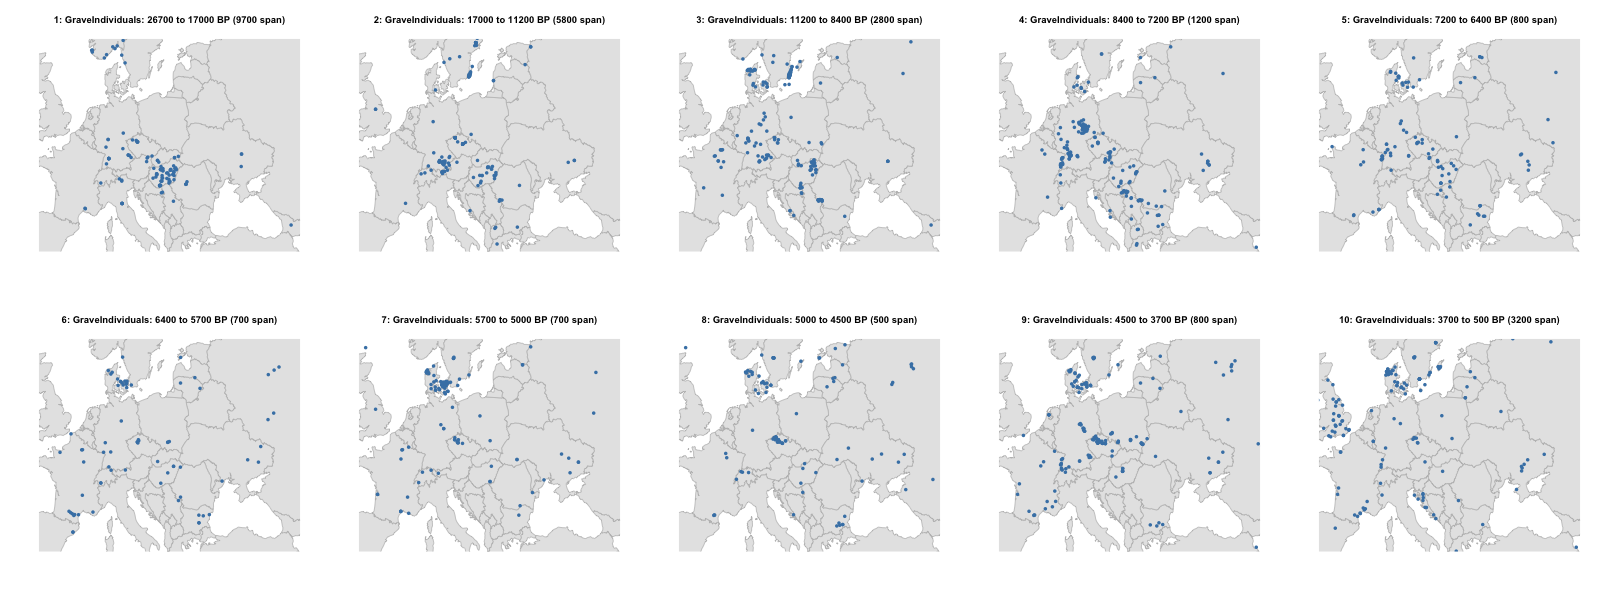 1: GraveIndividuals: 26700 to 17000 BP (9700 span)
2: GraveIndividuals: 17000 to 11200 BP (5800 span)
3: GraveIndividuals: 11200 to 8400 BP (2800 span)
4: GraveIndividuals: 8400 to 7200 BP (1200 span)
5: GraveIndividuals: 7200 to 6400 BP (800 span)
6: GraveIndividuals: 6400 to 5700 BP (700 span)
7: GraveIndividuals: 5700 to 5000 BP (700 span)
8: GraveIndividuals: 5000 to 4500 BP (500 span)
9: GraveIndividuals: 4500 to 3700 BP (800 span)
10: GraveIndividuals: 3700 to 500 BP (3200 span)